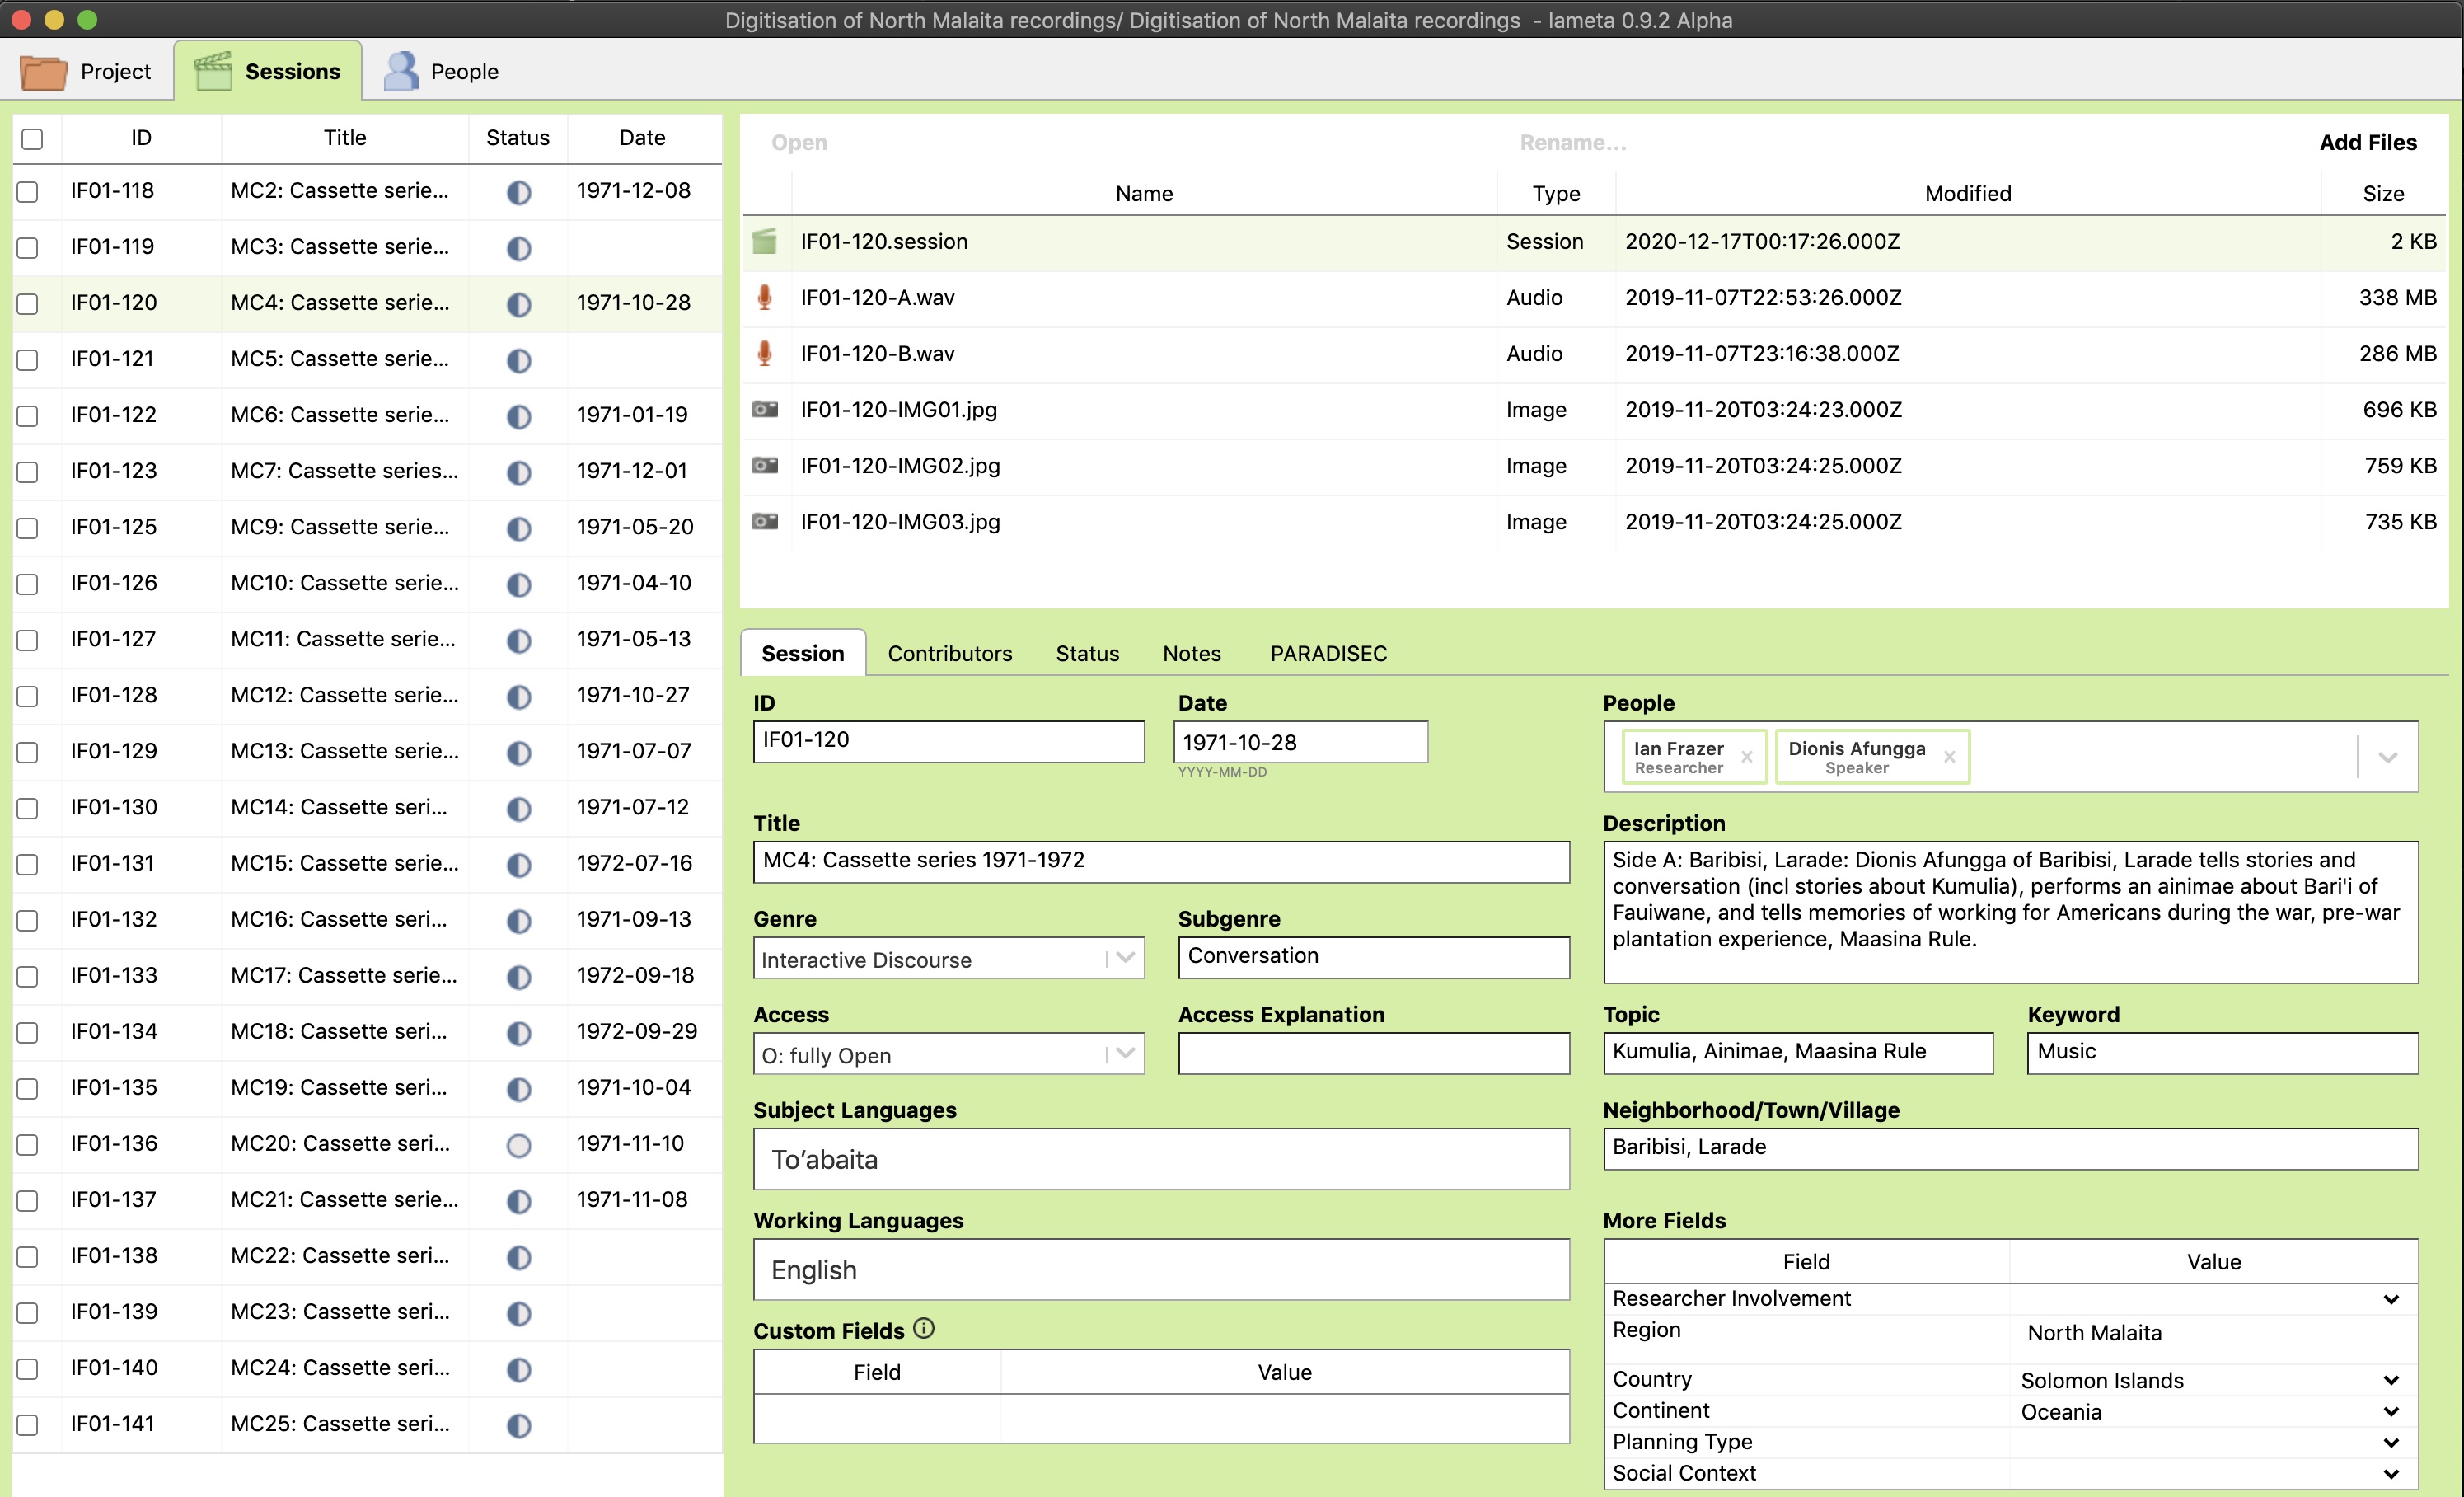 Digitisation of North Malaita recordings/ Digitisation of North Malaita recordings - lameta 0.9.2 Alpha
Project Sessions People
ID Title Status Date
IF01-118 MC2: Cassette serie... 1971-12-08
IF01-119 MC3: Cassette serie...
IF01-120 MC4: Cassette serie... 1971-10-28
IF01-121 MC5: Cassette serie...
IF01-122 MC6: Cassette serie... 1971-01-19
IF01-123 MC7: Cassette series... 1971-12-01
IF01-125 MC9: Cassette serie... 1971-05-20
IF01-126 MC10: Cassette serie... 1971-04-10
IF01-127 MC11: Cassette serie... 1971-05-13
IF01-128 MC12: Cassette serie... 1971-10-27
IF01-129 MC13: Cassette serie... 1971-07-07
IF01-130 MC14: Cassette seri... 1971-07-12
IF01-131 MC15: Cassette serie... 1972-07-16
IF01-132 MC16: Cassette seri... 1971-09-13
IF01-133 MC17: Cassette serie... 1972-09-18
IF01-134 MC18: Cassette seri... 1972-09-29
IF01-135 MC19: Cassette seri... 1971-10-04
IF01-136 MC20: Cassette seri... 1971-11-10
IF01-137 MC21: Cassette serie... 1971-11-08
IF01-138 MC22: Cassette seri...
IF01-139 MC23: Cassette seri...
IF01-140 MC24: Cassette seri...
IF01-141 MC25: Cassette seri...
Open Rename... Add Files
Name Type Modified Size
IF01-120.session Session 2020-12-17T00:17:26.000Z 2 KB
IF01-120-A.wav Audio 2019-11-07T22:53:26.000Z 338 MB
IF01-120-B.wav Audio 2019-11-07T23:16:38.000Z 286 MB
IF01-120-IMG01.jpg Image 2019-11-20T03:24:23.000Z 696 KB
IF01-120-IMG02.jpg Image 2019-11-20T03:24:25.000Z 759 KB
IF01-120-IMG03.jpg Image 2019-11-20T03:24:25.000Z 735 KB
Session Contributors Status Notes PARADISEC
ID Date
IF01-120 1971-10-28
YYYY-MM-DD
Title
MC4: Cassette series 1971-1972
Genre Subgenre
Interactive Discourse Conversation
Access Access Explanation
O: fully Open
Subject Languages
To’abaita
Working Languages
English
Custom Fields
Field Value
People
Ian Frazer × Dionis Afungga ×
Researcher Speaker
Description
Side A: Baribisi, Larade: Dionis Afungga of Baribisi, Larade tells stories and
conversation (incl stories about Kumulia), performs an ainimae about Bari'i of
Fauiwane, and tells memories of working for Americans during the war, pre-war
plantation experience, Maasina Rule.
Topic Keyword
Kumulia, Ainimae, Maasina Rule Music
Neighborhood/Town/Village
Baribisi, Larade
More Fields
Field Value
Researcher Involvement
Region North Malaita
Country Solomon Islands
Continent Oceania
Planning Type
Social Context